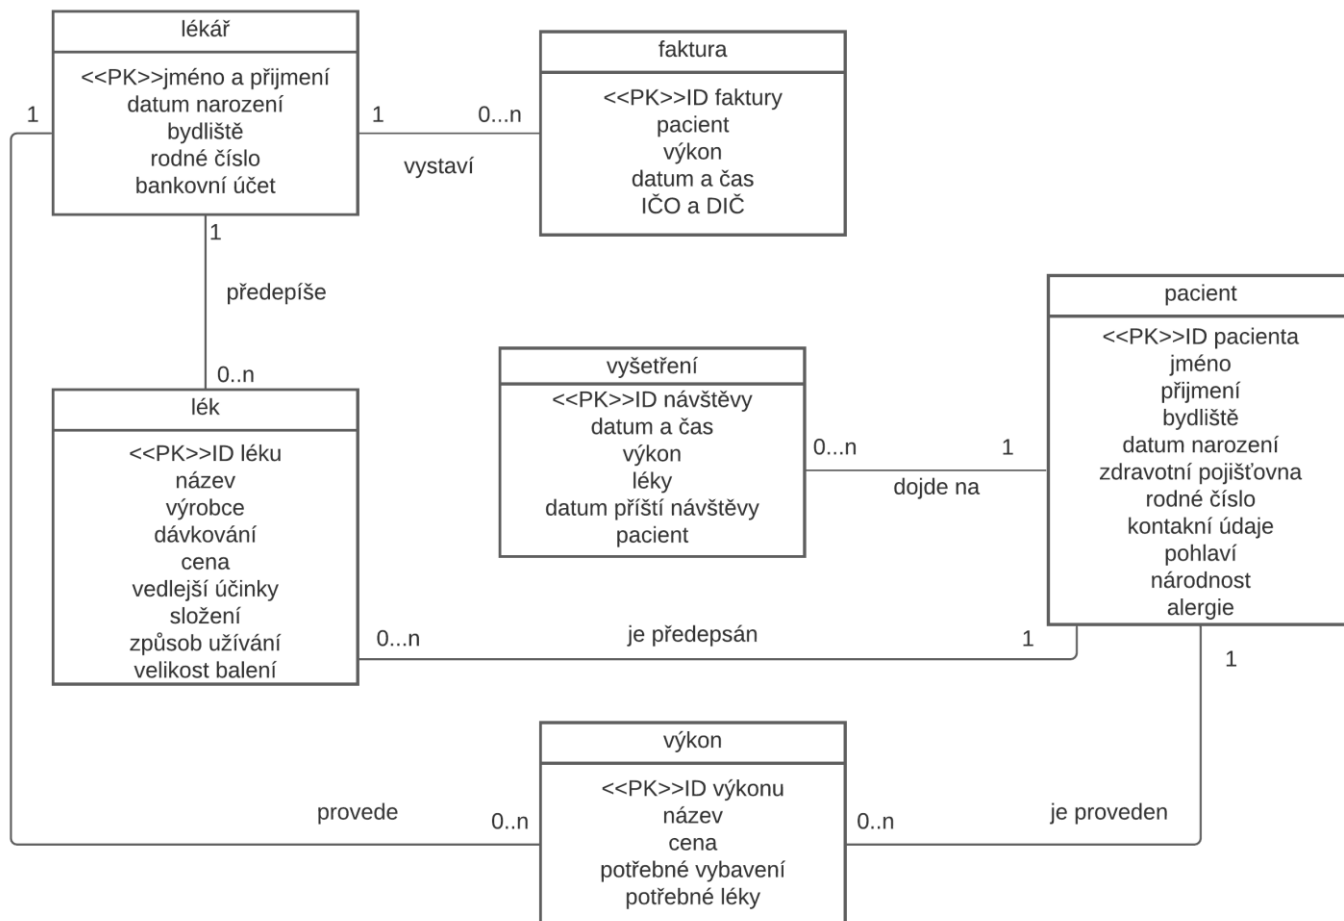 lékář
<<PK>>jméno a přijmení
datum narození
bydliště
rodné číslo
bankovní účet
1
1
0...n
vystaví
faktura
<<PK>>ID faktury
pacient
výkon
datum a čas
IČO a DIČ
1
předepíše
0..n
lék
<<PK>>ID léku
název
výrobce
dávkování
cena
vedlejší účinky
složení
způsob užívání
velikost balení
vyšetření
<<PK>>ID návštěvy
datum a čas
výkon
léky
datum příští návštěvy
pacient
0...n
1
dojde na
pacient
<<PK>>ID pacienta
jméno
přijmení
bydliště
datum narození
zdravotní pojišťovna
rodné číslo
kontakní údaje
pohlaví
národnost
alergie
0...n
je předepsán
1
1
výkon
<<PK>>ID výkonu
název
cena
potřebné vybavení
potřebné léky
provede
0..n
0..n
je proveden